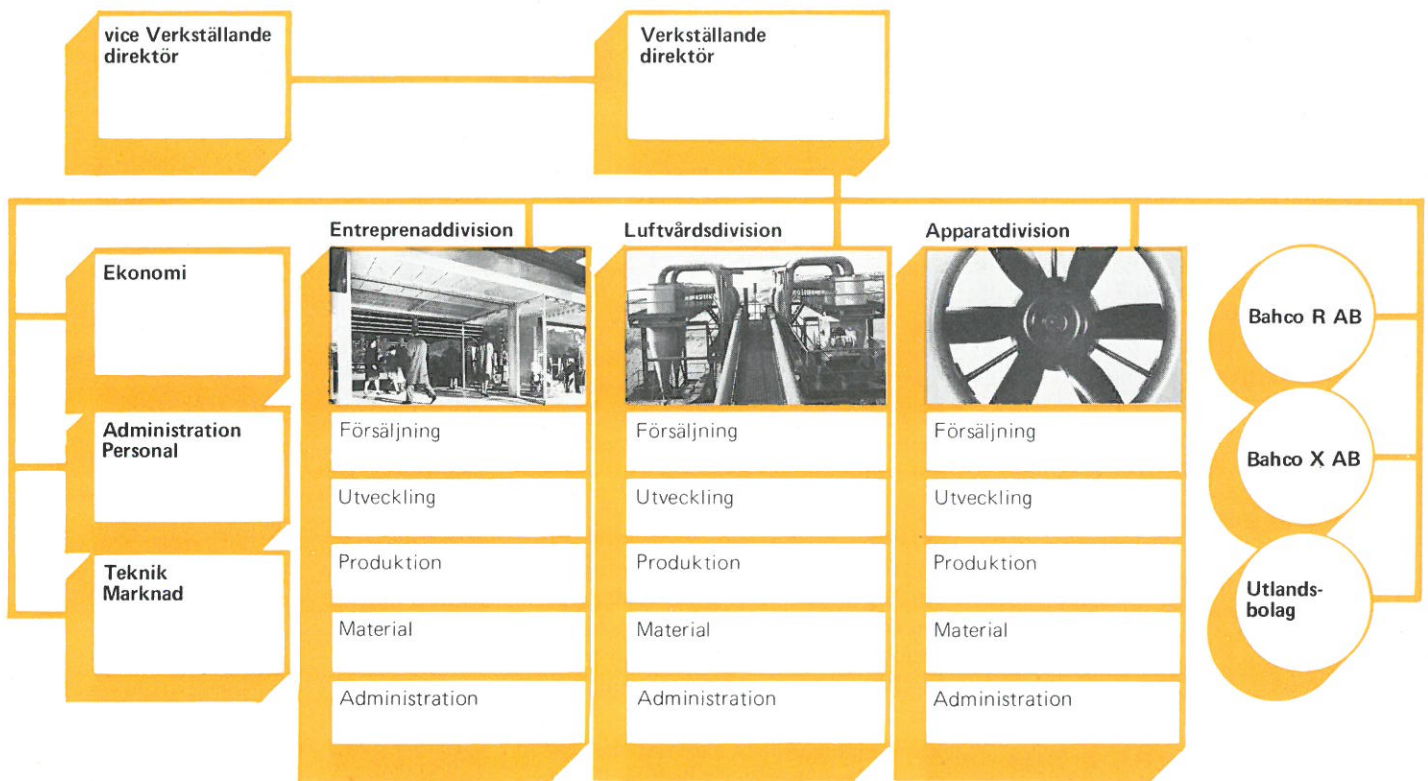 vice Verkställande
direktör
Verkställande
direktör
Ekonomi
Administration
Personal
Teknik
Marknad
Entreprenaddivision
Försäljning
Utveckling
Produktion
Material
Administration
Luftvårdsdivision
Försäljning
Utveckling
Produktion
Material
Administration
Apparatdivision
Försäljning
Utveckling
Produktion
Material
Administration
Bahco R AB
Bahco X AB
Utlands-
bolag